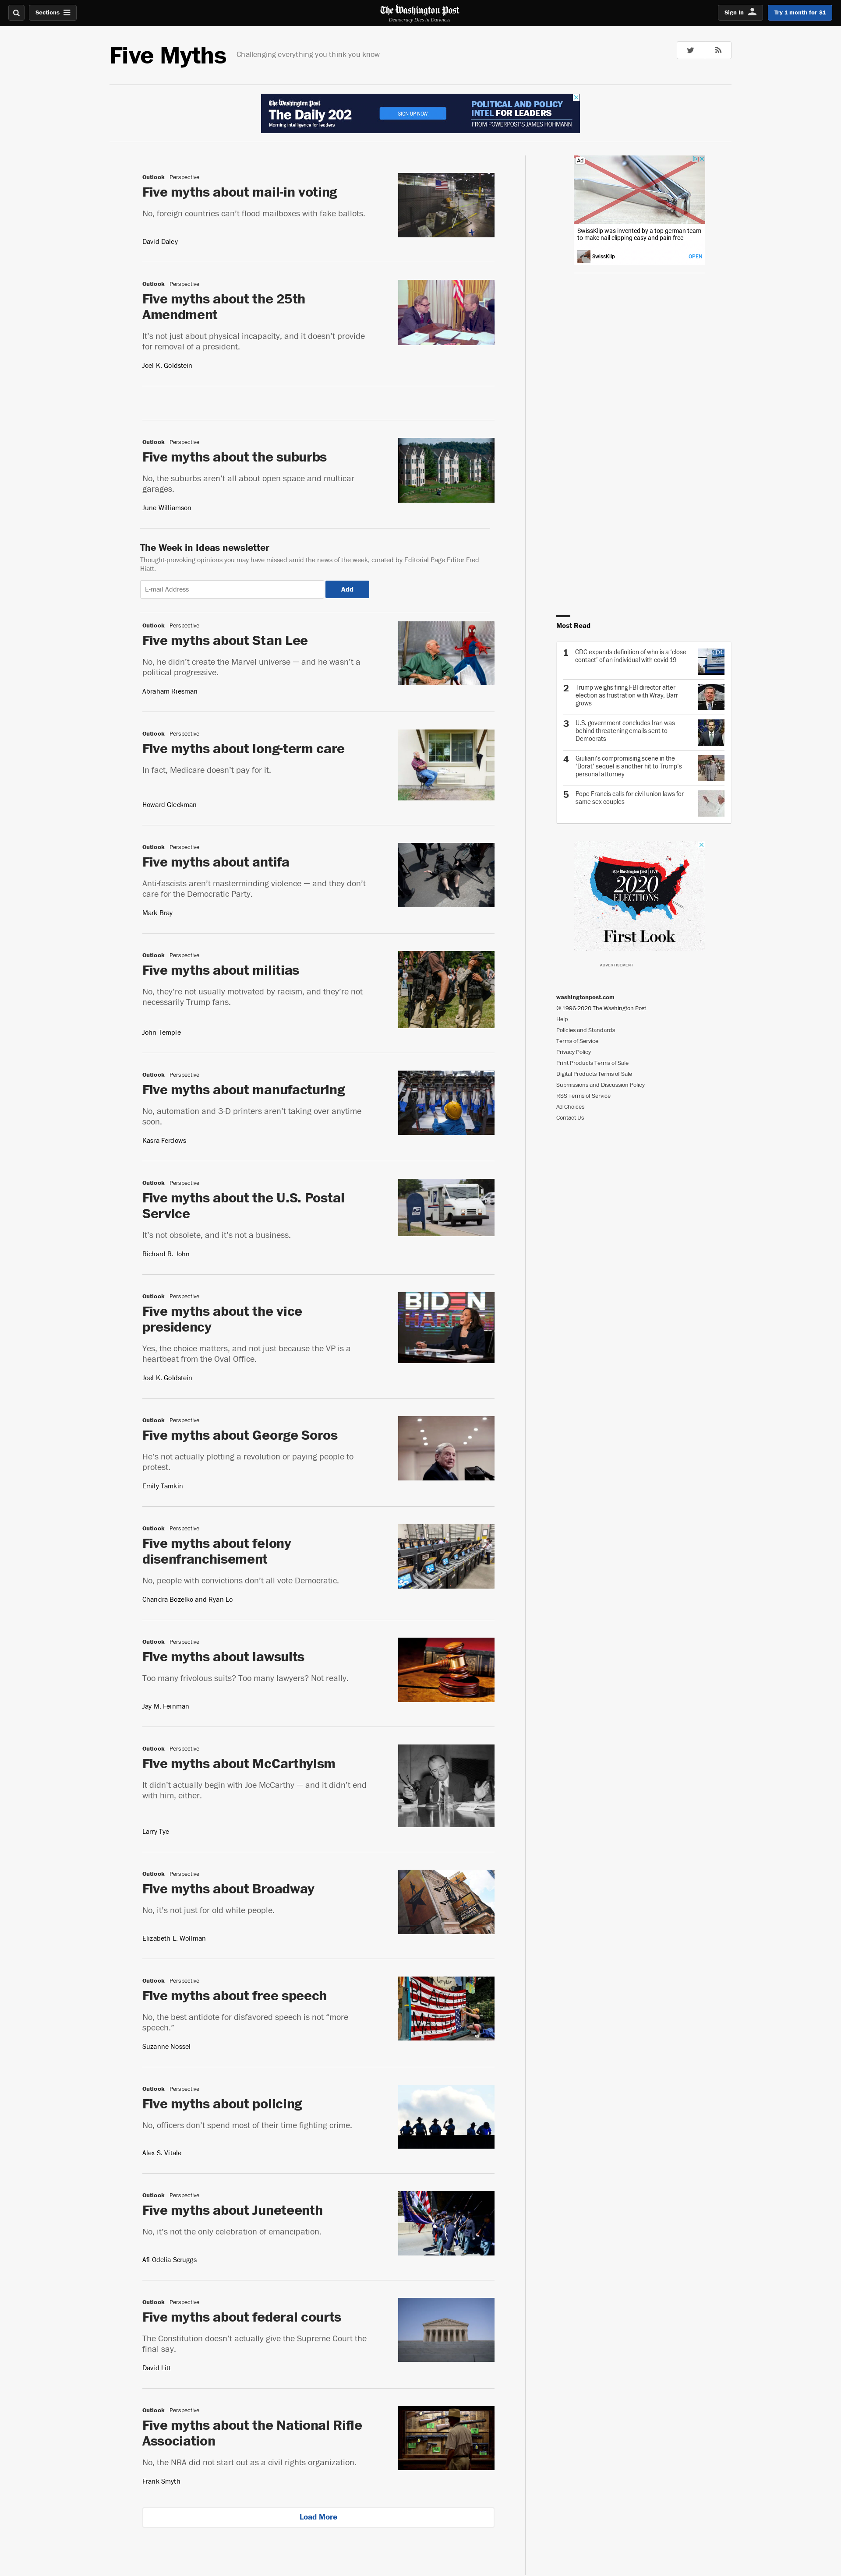 Sections
The Washington Post
Democracy Dies in Darkness
Sign In
Try 1 month for $1
Five Myths
Challenging everything you think you know
The Washington Post
The Daily 202
Morning intelligence for leaders
SIGN UP NOW
POLITICAL AND POLICY
INTEL FOR LEADERS
FROM POWERPOST'S JAMES HOHMANN
Outlook Perspective
Five myths about mail-in voting
No, foreign countries can't flood mailboxes with fake ballots.
David Daley
Outlook Perspective
Five myths about the 25th
Amendment
It's not just about physical incapacity, and it doesn't provide
for removal of a president.
Joel K. Goldstein
Outlook Perspective
Five myths about the suburbs
No, the suburbs aren't all about open space and multicar
garages.
June Williamson
The Week in Ideas newsletter
Thought-provoking opinions you may have missed amid the news of the week, curated by Editorial Page Editor Fred
Hiatt.
E-mail Address
Add
Outlook Perspective
Five myths about Stan Lee
No, he didn't create the Marvel universe — and he wasn't a
political progressive.
Abraham Riesman
Outlook Perspective
Five myths about long-term care
In fact, Medicare doesn't pay for it.
Howard Gleckman
Outlook Perspective
Five myths about antifa
Anti-fascists aren't masterminding violence — and they don't
care for the Democratic Party.
Mark Bray
Outlook Perspective
Five myths about militias
No, they're not usually motivated by racism, and they're not
necessarily Trump fans.
John Temple
Outlook Perspective
Five myths about manufacturing
No, automation and 3-D printers aren't taking over anytime
soon.
Kasra Ferdows
Outlook Perspective
Five myths about the U.S. Postal
Service
It's not obsolete, and it's not a business.
Richard R. John
Outlook Perspective
Five myths about the vice
presidency
Yes, the choice matters, and not just because the VP is a
heartbeat from the Oval Office.
Joel K. Goldstein
BIDEN
Outlook Perspective
Five myths about George Soros
He's not actually plotting a revolution or paying people to
protest.
Emily Tamkin
Outlook Perspective
Five myths about felony
disenfranchisement
No, people with convictions don't all vote Democratic.
Chandra Bozelko and Ryan Lo
Outlook Perspective
Five myths about lawsuits
Too many frivolous suits? Too many lawyers? Not really.
Jay M. Feinman
Outlook Perspective
Five myths about McCarthyism
It didn't actually begin with Joe McCarthy — and it didn't end
with him, either.
Larry Tye
Outlook Perspective
Five myths about Broadway
No, it's not just for old white people.
Elizabeth L. Wollman
Outlook Perspective
Five myths about free speech
No, the best antidote for disfavored speech is not "more
speech."
Suzanne Nossel
Outlook Perspective
Five myths about policing
No, officers don't spend most of their time fighting crime.
Alex S. Vitale
Outlook Perspective
Five myths about Juneteenth
No, it's not the only celebration of emancipation.
Afi-Odelia Scruggs
Outlook Perspective
Five myths about federal courts
The Constitution doesn't actually give the Supreme Court the
final say.
David Litt
Outlook Perspective
Five myths about the National Rifle
Association
No, the NRA did not start out as a civil rights organization.
Frank Smyth
Load More
Ad
SwissKlip was invented by a top german team
to make nail clipping easy and pain free
SwissKlip
OPEN
Most Read
1 CDC expands definition of who is a 'close
contact' of an individual with covid-19
2 Trump weighs firing FBI director after
election as frustration with Wray, Barr
grows
3 U.S. government concludes Iran was
behind threatening emails sent to
Democrats
4 Giuliani's compromising scene in the
'Borat' sequel is another hit to Trump's
personal attorney
5 Pope Francis calls for civil union laws for
same-sex couples
The Washington Post LIVE
2020
ELECTIONS
First Look
ADVERTISEMENT
washingtonpost.com
© 1996-2020 The Washington Post
Help
Policies and Standards
Terms of Service
Privacy Policy
Print Products Terms of Sale
Digital Products Terms of Sale
Submissions and Discussion Policy
RSS Terms of Service
Ad Choices
Contact Us